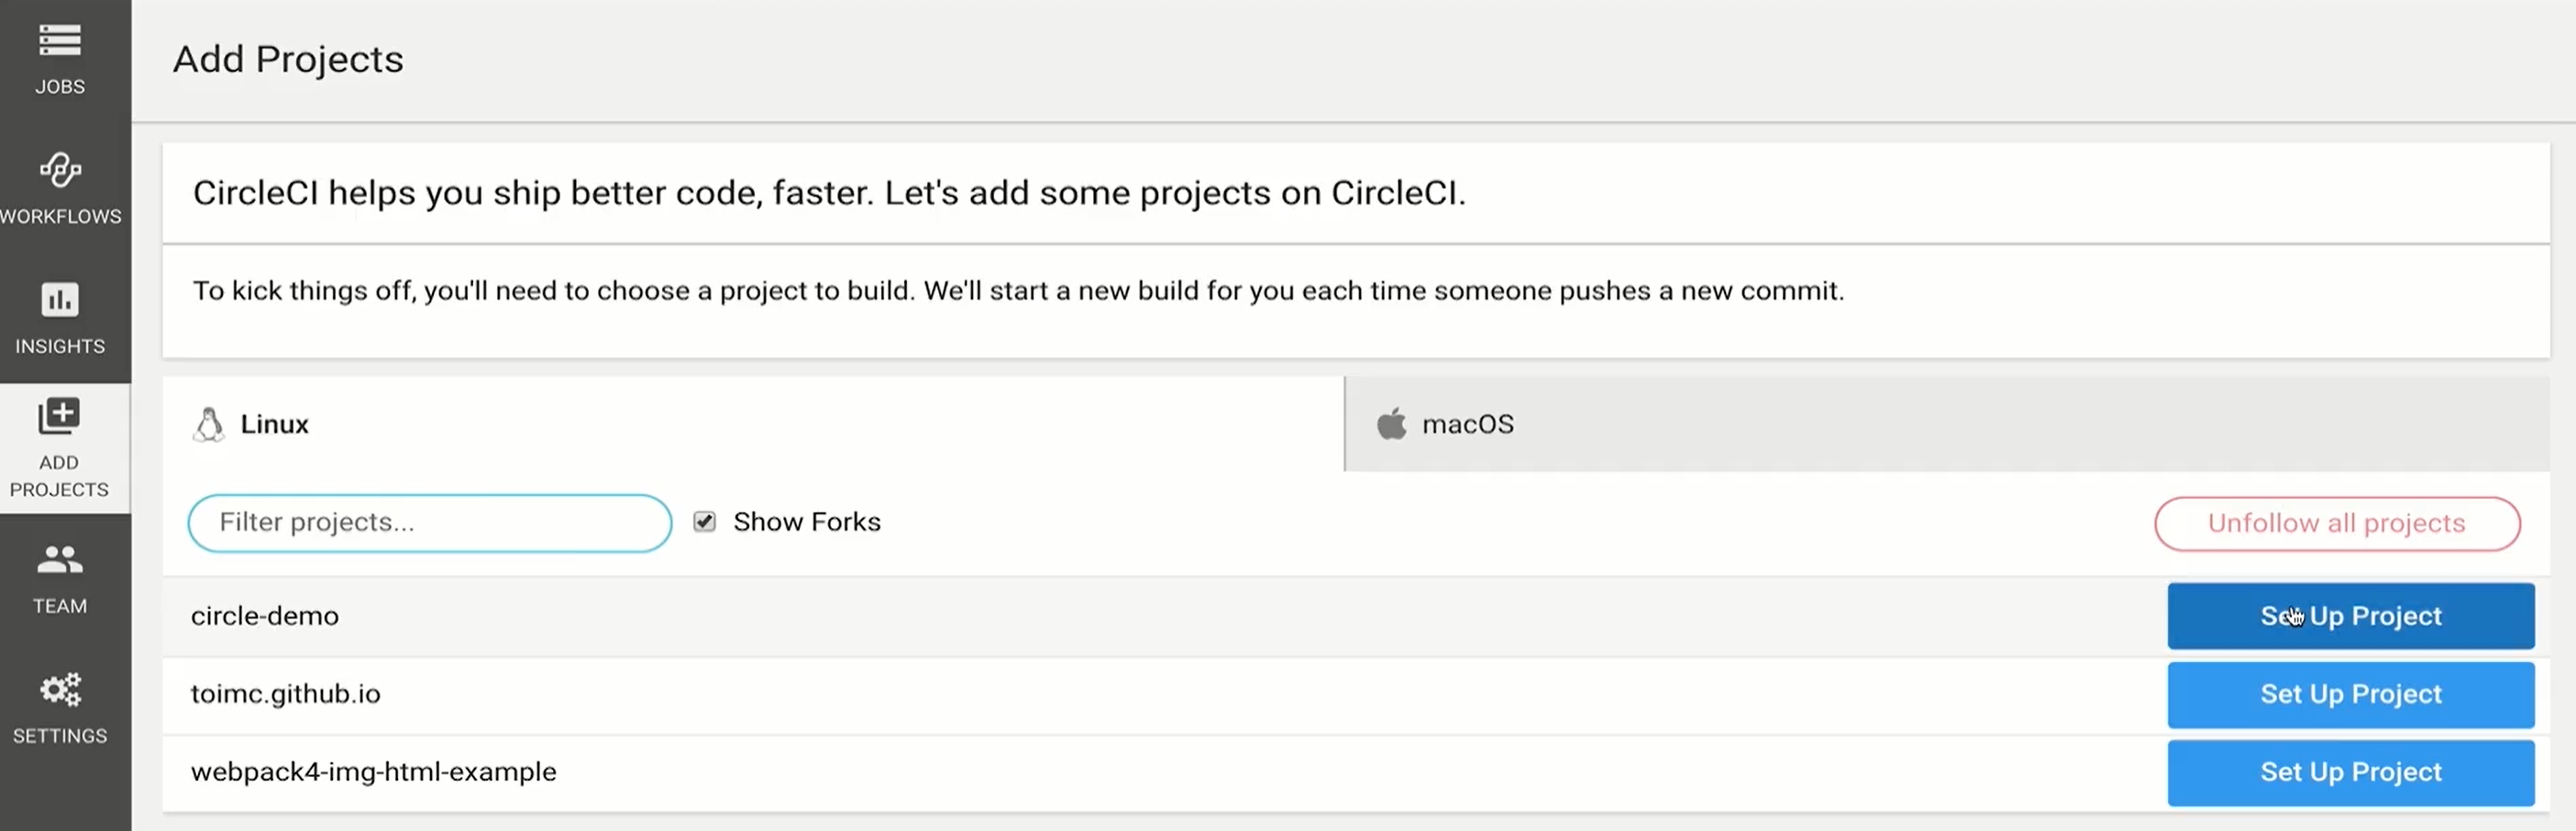 JOBS
WORKFLOWS
INSIGHTS
ADD
PROJECTS
TEAM
SETTINGS
Add Projects
CircleCI helps you ship better code, faster. Let's add some projects on CircleCI.
To kick things off, you'll need to choose a project to build. We'll start a new build for you each time someone pushes a new commit.
Linux
macOS
Filter projects...
Show Forks
Unfollow all projects
circle-demo
Set Up Project
toimc.github.io
Set Up Project
webpack4-img-html-example
Set Up Project